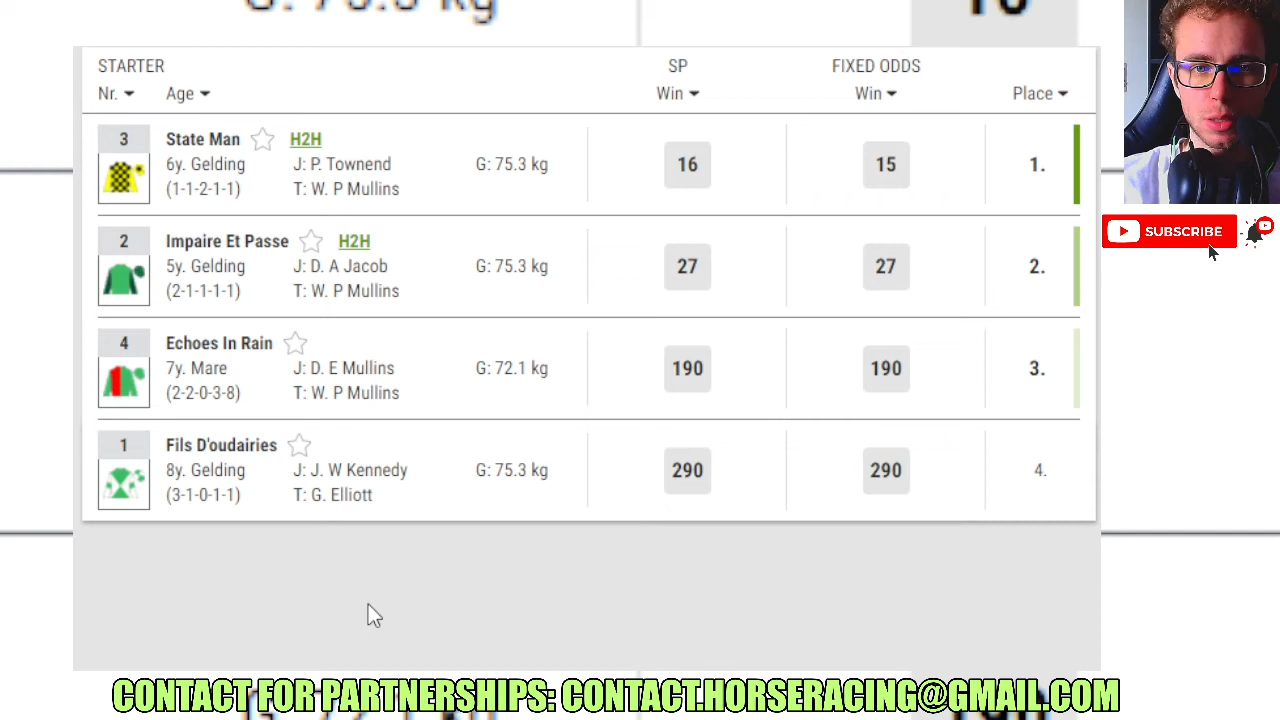 G: 75.3 kg
STARTER SP FIXED ODDS
Nr. Age Win Win Place
3 State Man H2H
6y. Gelding J: P. Townend G: 75.3 kg 16 15 1.
(1-1-2-1-1) T: W. P Mullins
2 Impaire Et Passe H2H
5y. Gelding J: D. A Jacob G: 75.3 kg 27 27 2.
(2-1-1-1-1) T: W. P Mullins
4 Echoes In Rain
7y. Mare J: D. E Mullins G: 72.1 kg 190 190 3.
(2-2-0-3-8) T: W. P Mullins
1 Fils D'oudairies
8y. Gelding J: J. W Kennedy G: 75.3 kg 290 290 4.
(3-1-0-1-1) T: G. Elliott
SUBSCRIBE
CONTACT FOR PARTNERSHIPS: CONTACT.HORSERACING@GMAIL.COM